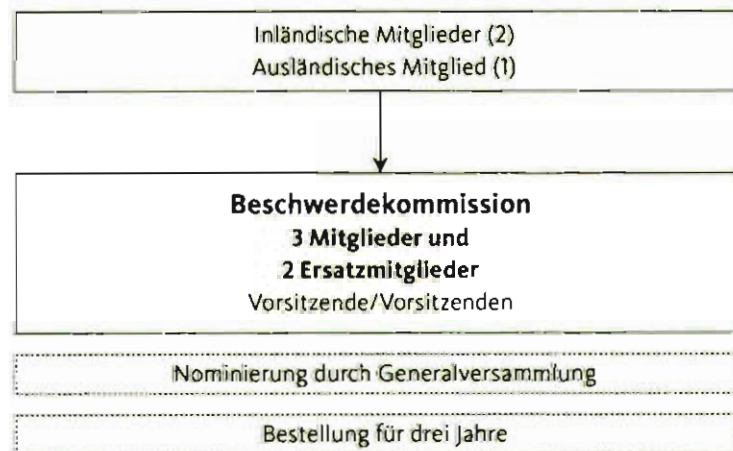 Inländische Mitglieder (2)
Ausländisches Mitglied (1)
Beschwerdekommission
3 Mitglieder und
2 Ersatzmitglieder
Vorsitzende/Vorsitzenden
Nominierung durch Generalversammlung
Bestellung für drei Jahre